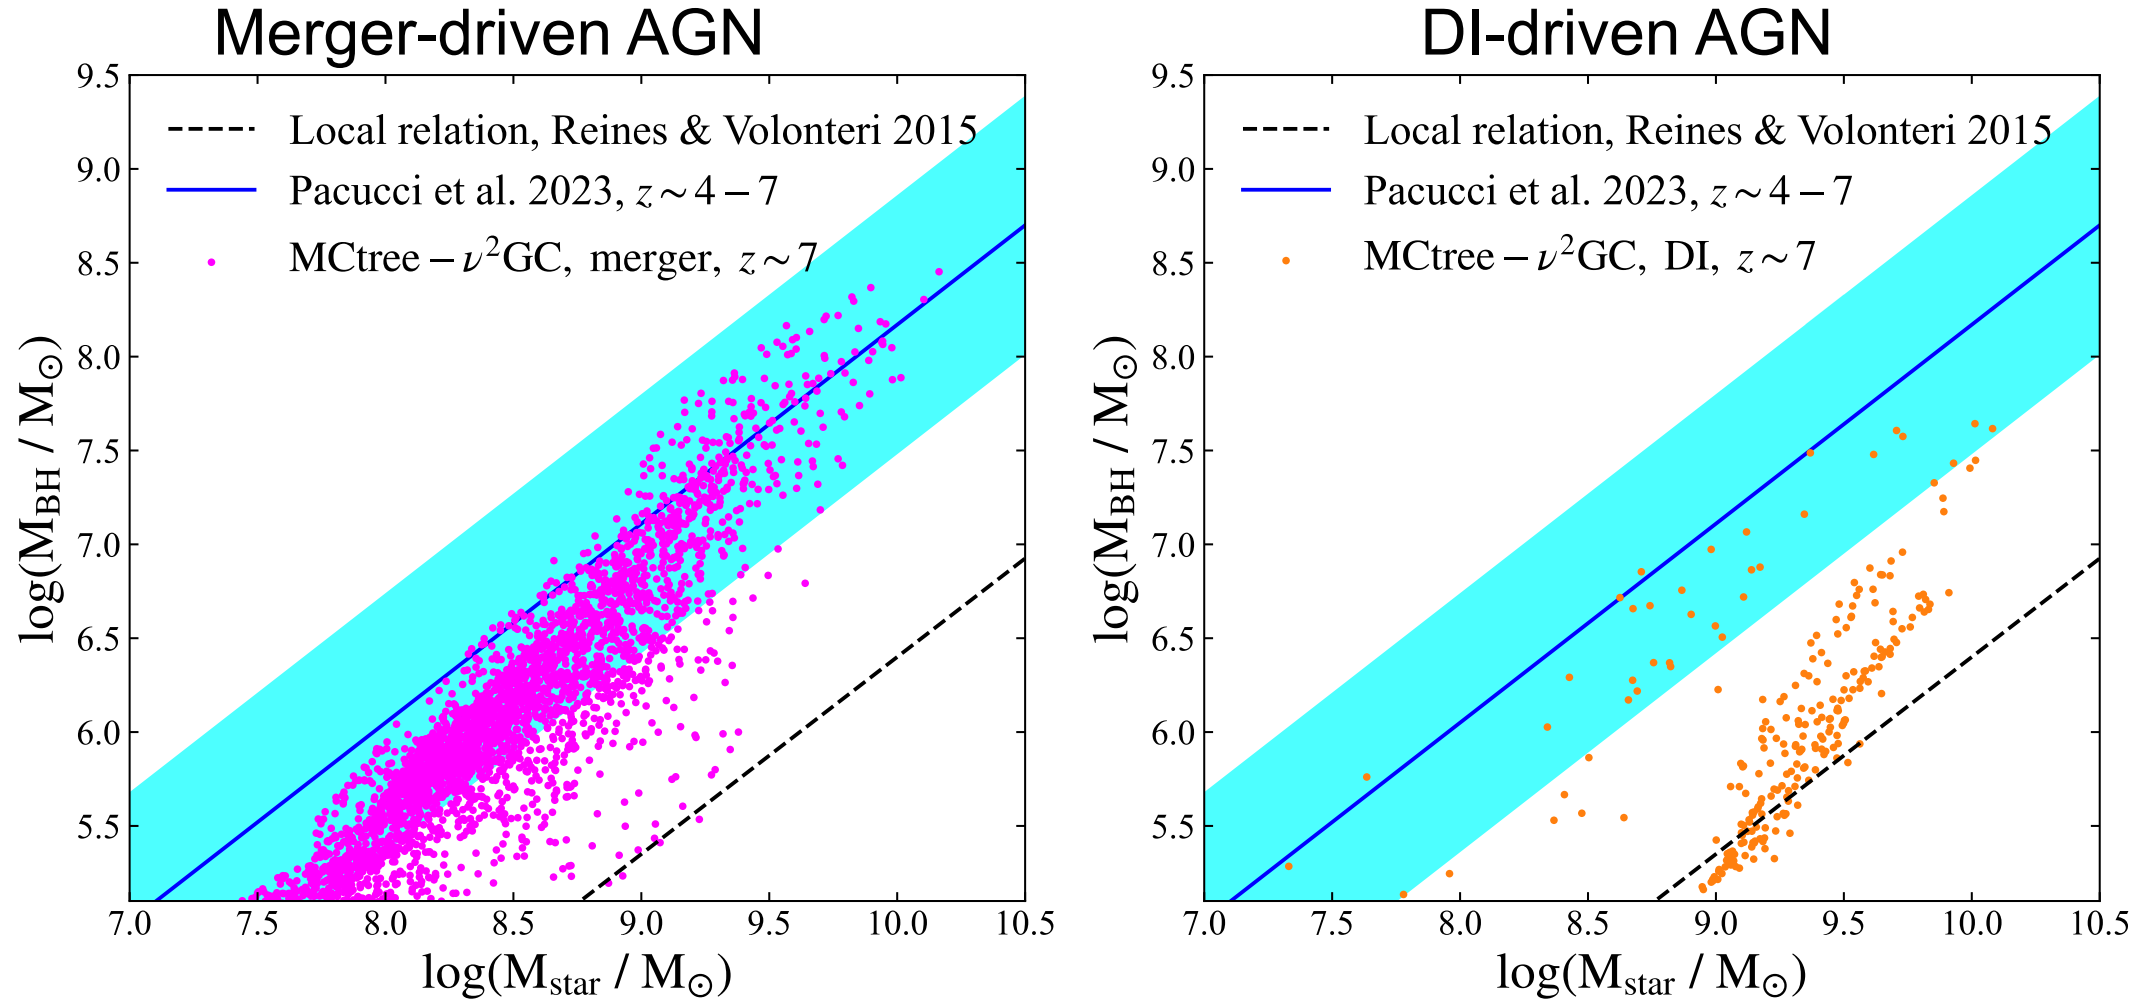 Merger-driven AGN
9.5
9.0
8.5
8.0
7.5
7.0
6.5
6.0
5.5
Local relation, Reines & Volonteri 2015
Pacucci et al. 2023, z ~ 4 − 7
MCtree − ν²GC, merger, z ~ 7
log(M_BH / M_⊙)
7.0 7.5 8.0 8.5 9.0 9.5 10.0 10.5
log(M_star / M_⊙)
DI-driven AGN
9.5
9.0
8.5
8.0
7.5
7.0
6.5
6.0
5.5
Local relation, Reines & Volonteri 2015
Pacucci et al. 2023, z ~ 4 − 7
MCtree − ν²GC, DI, z ~ 7
log(M_BH / M_⊙)
7.0 7.5 8.0 8.5 9.0 9.5 10.0 10.5
log(M_star / M_⊙)